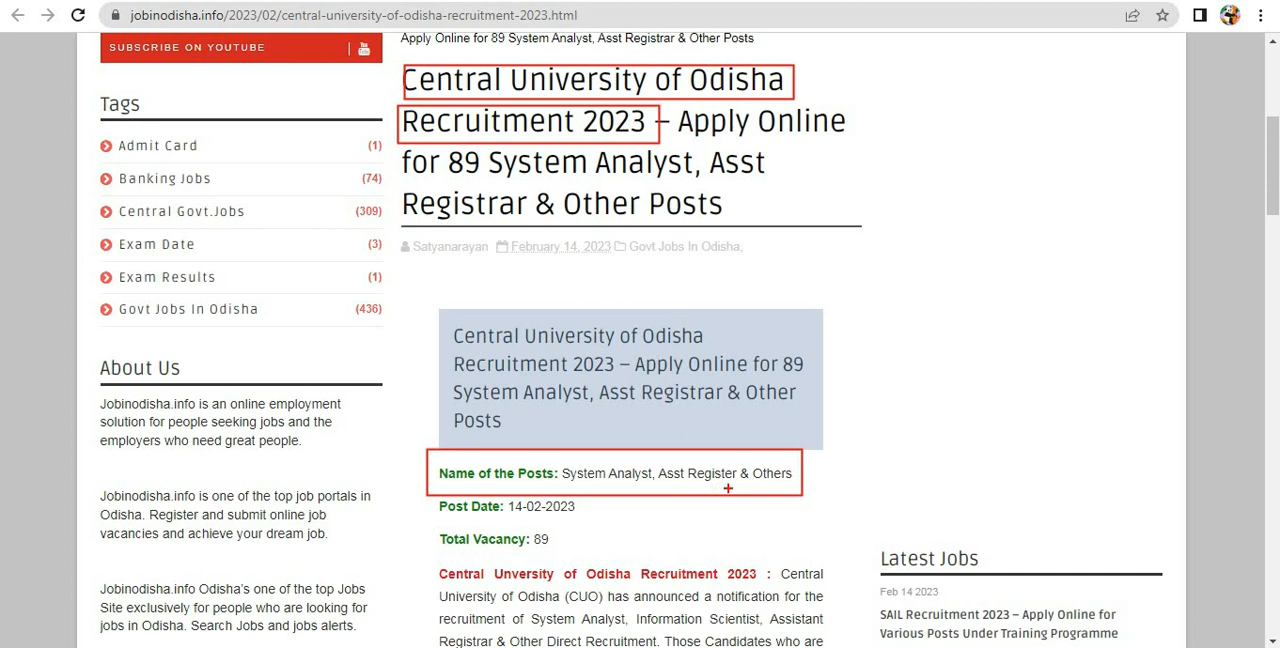 jobinodisha.info/2023/02/central-university-of-odisha-recruitment-2023.html
SUBSCRIBE ON YOUTUBE
Tags
Admit Card (1)
Banking Jobs (74)
Central Govt.Jobs (309)
Exam Date (3)
Exam Results (1)
Govt Jobs In Odisha (436)
About Us
Jobinodisha.info is an online employment
solution for people seeking jobs and the
employers who need great people.
Jobinodisha.info is one of the top job portals in
Odisha. Register and submit online job
vacancies and achieve your dream job.
Jobinodisha.info Odisha's one of the top Jobs
Site exclusively for people who are looking for
jobs in Odisha. Search Jobs and jobs alerts.
Apply Online for 89 System Analyst, Asst Registrar & Other Posts
Central University of Odisha
Recruitment 2023 – Apply Online
for 89 System Analyst, Asst
Registrar & Other Posts
Satyanarayan February 14, 2023 Govt Jobs In Odisha,
Central University of Odisha
Recruitment 2023 – Apply Online for 89
System Analyst, Asst Registrar & Other
Posts
Name of the Posts: System Analyst, Asst Register & Others
Post Date: 14-02-2023
Total Vacancy: 89
Central Unversity of Odisha Recruitment 2023 : Central
University of Odisha (CUO) has announced a notification for the
recruitment of System Analyst, Information Scientist, Assistant
Registrar & Other Direct Recruitment. Those Candidates who are
Latest Jobs
Feb 14 2023
SAIL Recruitment 2023 – Apply Online for
Various Posts Under Training Programme